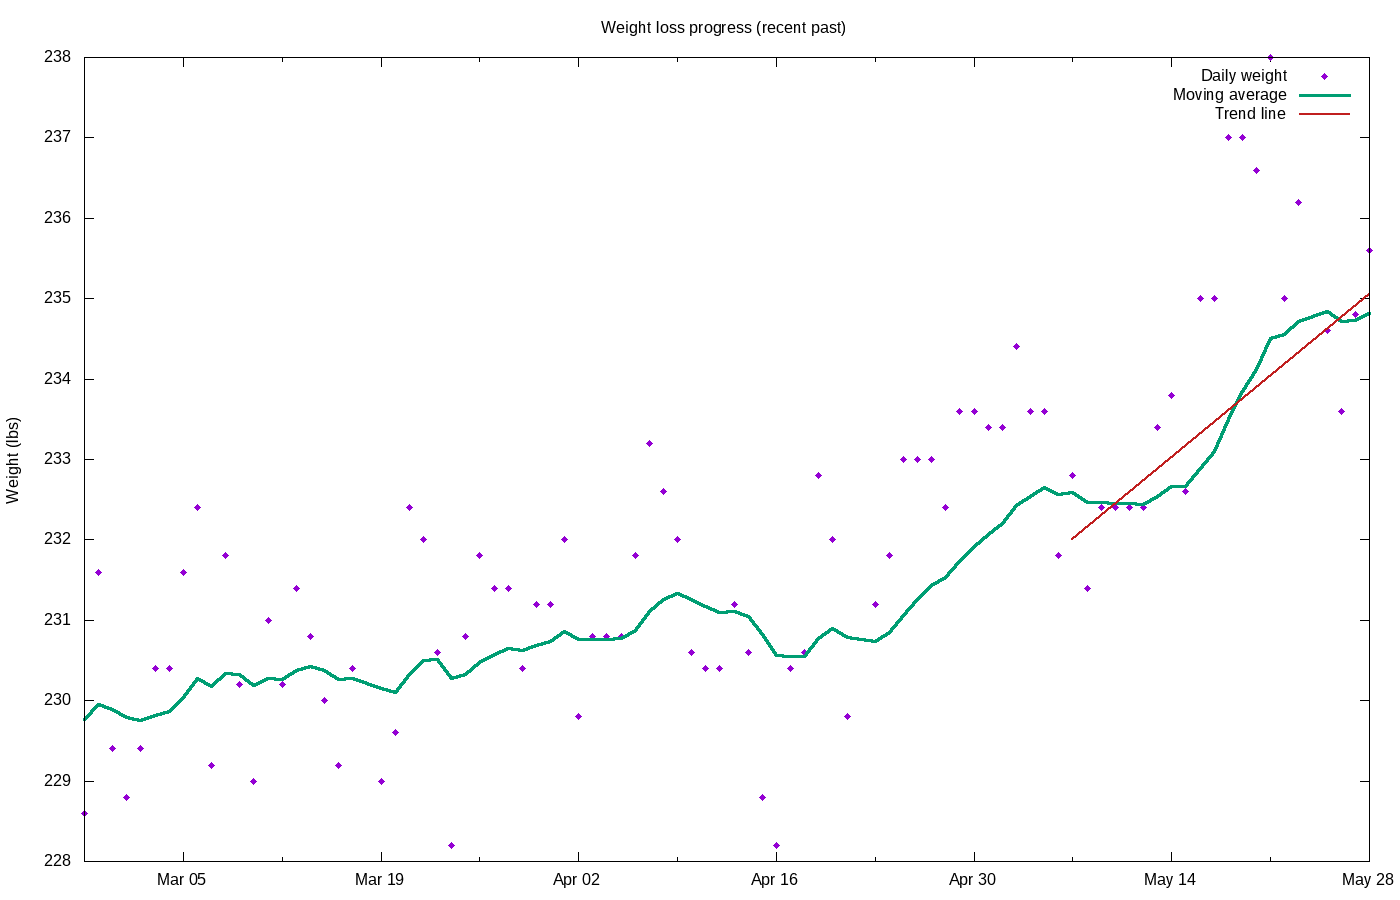 Weight loss progress (recent past)
238
237
236
235
234
233
232
231
230
229
228
Weight (lbs)
Daily weight
Moving average
Trend line
Mar 05
Mar 19
Apr 02
Apr 16
Apr 30
May 14
May 28